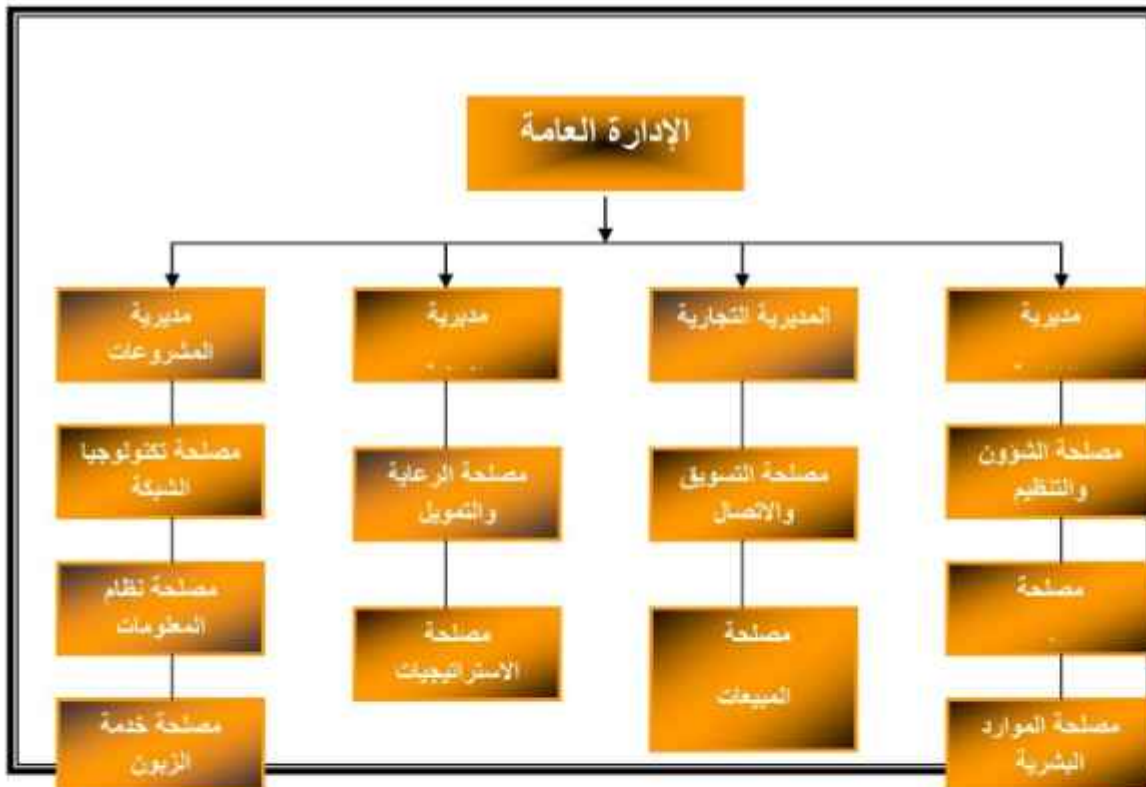 الإدارة العامة
مديرية
المديرية التجارية
مديرية
مديرية
المشروعات
مصلحة الشؤون
والتنظيم
مصلحة التسويق
والاتصال
مصلحة الرعاية
والتمويل
مصلحة تكنولوجيا
الشبكة
مصلحة
مصلحة
المبيعات
مصلحة
الاستراتيجيات
مصلحة نظام
المعلومات
مصلحة الموارد
البشرية
مصلحة خدمة
الزبون